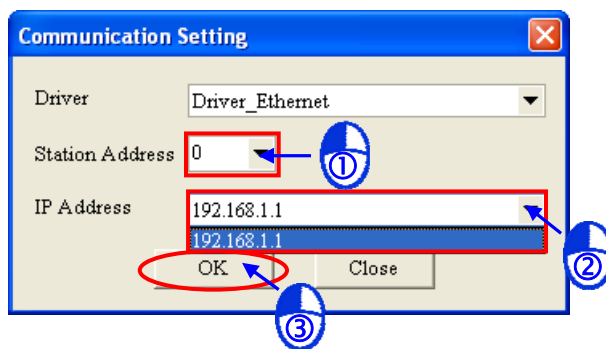 Communication Setting
Driver Driver_Ethernet
Station Address 0
①
IP Address 192.168.1.1
192.168.1.1
②
OK Close
③